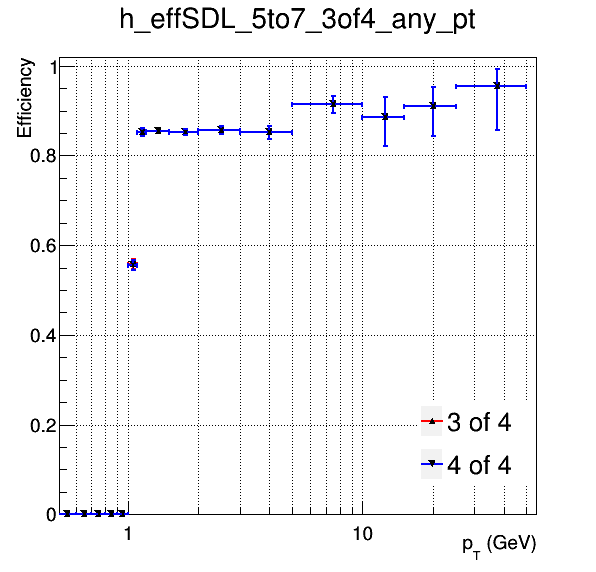 h_effSDL_5to7_3of4_any_pt
Efficiency
1
0.8
0.6
0.4
0.2
0
3 of 4
4 of 4
1 10
p_T (GeV)